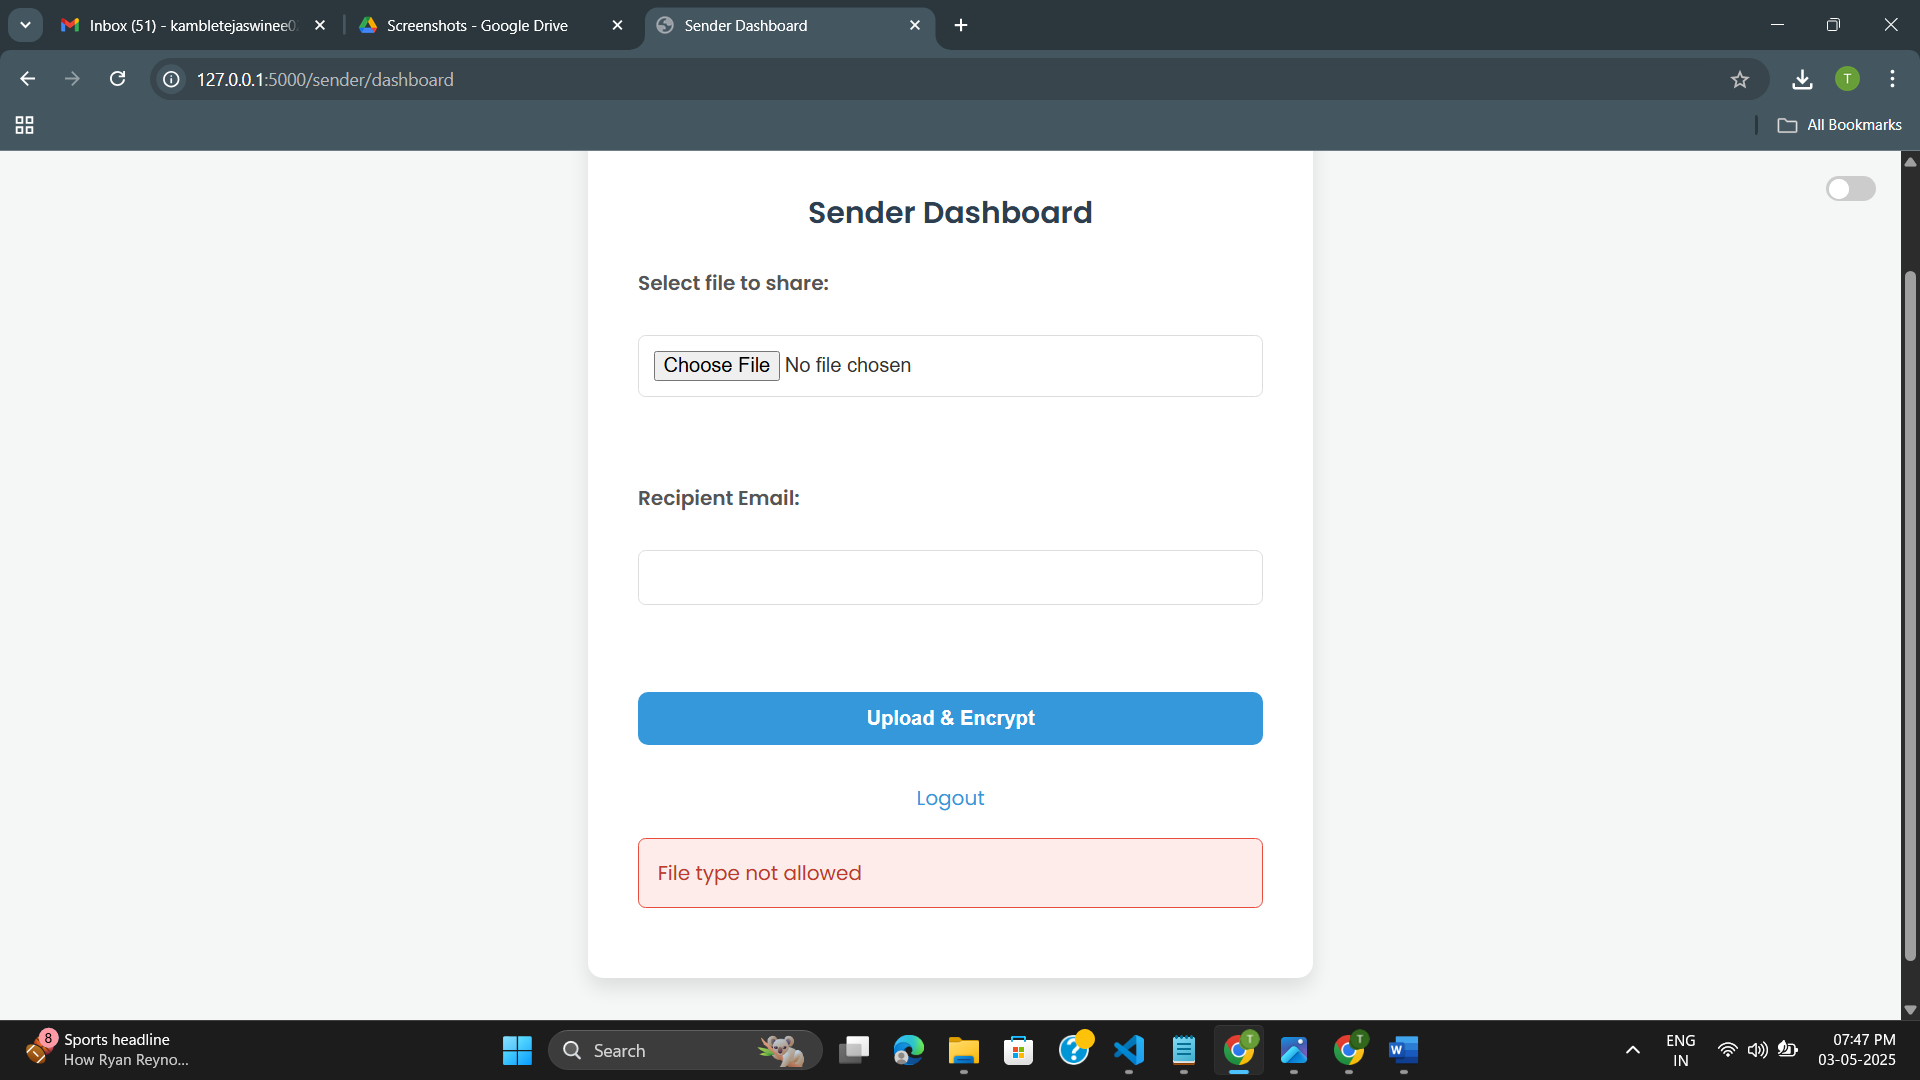 Inbox (51) - kambletejaswinee0
Screenshots - Google Drive
Sender Dashboard
127.0.0.1:5000/sender/dashboard
T
All Bookmarks
Sender Dashboard
Select file to share:
Choose File No file chosen
Recipient Email:
Upload & Encrypt
Logout
File type not allowed
8
Sports headline
How Ryan Reyno...
Search
T
T
W
ENG
IN
07:47 PM
03-05-2025